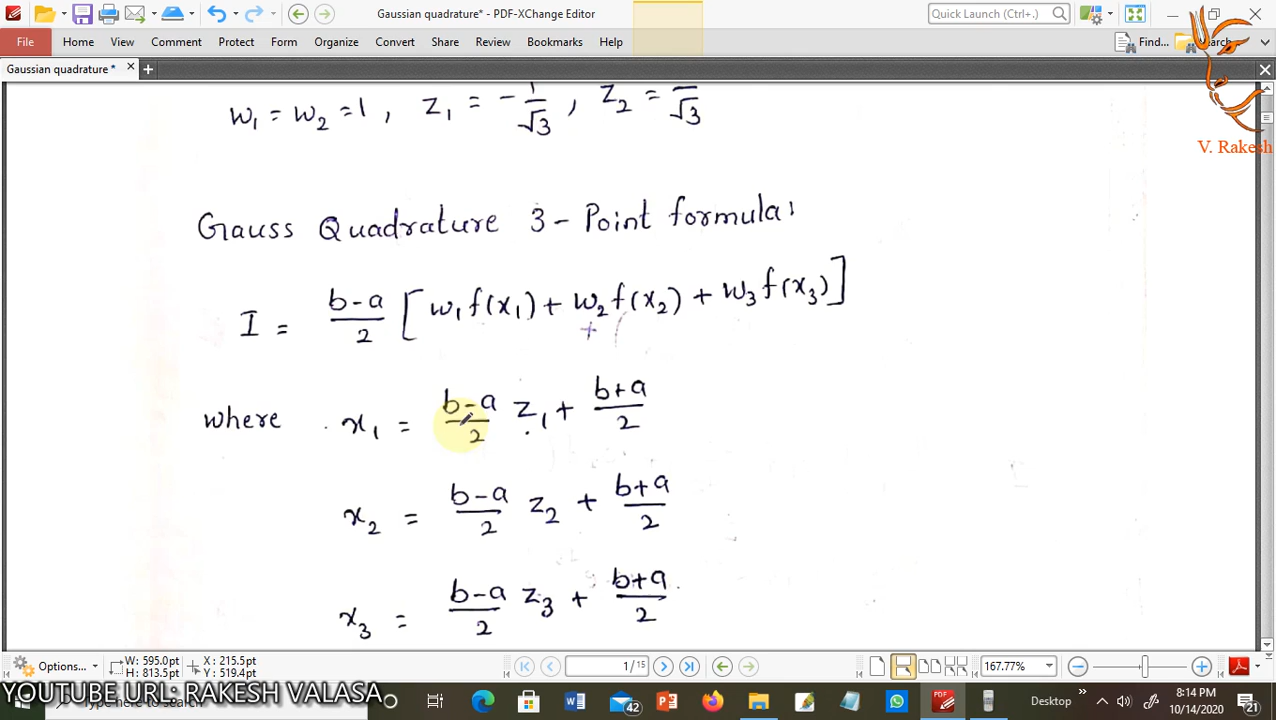 Gaussian quadrature* - PDF-XChange Editor
Quick Launch (Ctrl+.)
File Home View Comment Protect Form Organize Convert Share Review Bookmarks Help Find...
Gaussian quadrature *
V. Rakesh
w₁ = w₂ = 1, z₁ = -1/√3, z₂ = 1/√3
Gauss Quadrature 3-Point formula:
I = (b-a)/2 [w₁f(x₁) + w₂f(x₂) + w₃f(x₃)]
where x₁ = (b-a)/2 z₁ + (b+a)/2
x₂ = (b-a)/2 z₂ + (b+a)/2
x₃ = (b-a)/2 z₃ + (b+a)/2
Options... W: 595.0pt X: 215.5pt
H: 813.5pt Y: 519.4pt
1 / 15
167.77%
YOUTUBE URL: RAKESH VALASA
42
Desktop
8:14 PM
10/14/2020
21